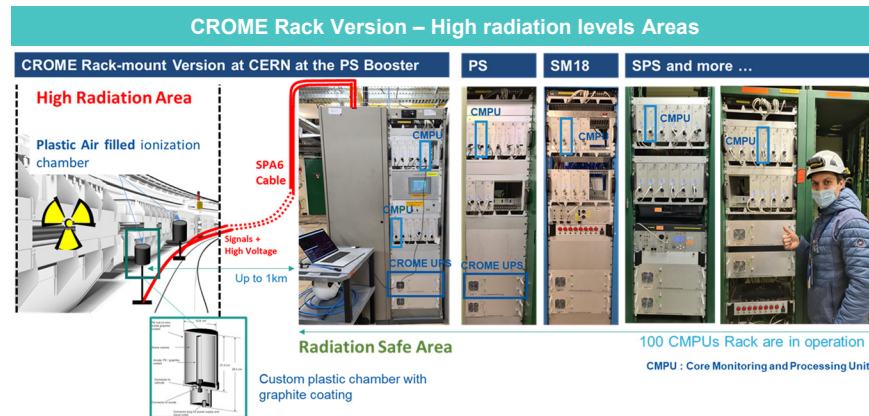 CROME Rack Version – High radiation levels Areas
CROME Rack-mount Version at CERN at the PS Booster
PS
SM18
SPS and more …
High Radiation Area
Plastic Air filled ionization
chamber
SPA6
Cable
Signals +
High Voltage
Up to 1km
CMPU
CMPU
CROME UPS
CMPU
CROME UPS
CMPU
CMPU
CMPU
Radiation Safe Area
100 CMPUs Rack are in operation
CMPU : Core Monitoring and Processing Unit
Custom plastic chamber with
graphite coating